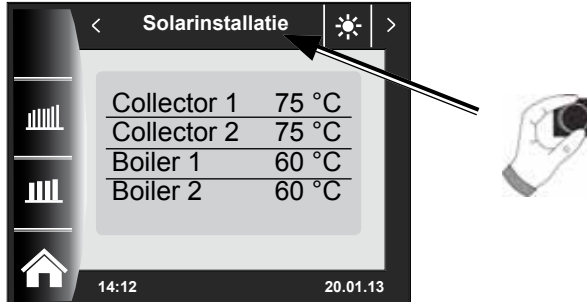 < Solarinstallatie >
Collector 1 75 °C
Collector 2 75 °C
Boiler 1 60 °C
Boiler 2 60 °C
14:12 20.01.13